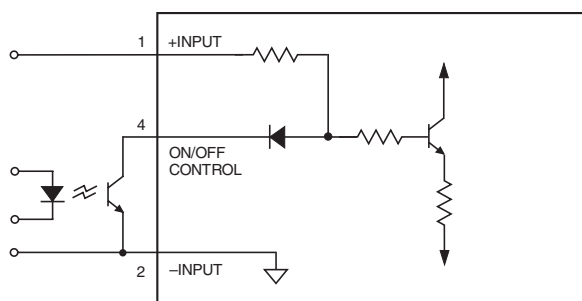 1 +INPUT
4
ON/OFF
CONTROL
2 –INPUT